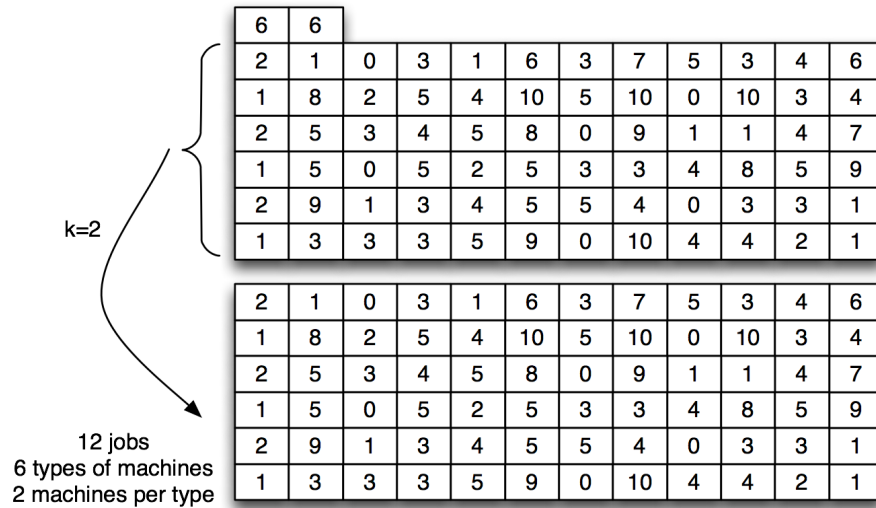 6 6
2 1 0 3 1 6 3 7 5 3 4 6
1 8 2 5 4 10 5 10 0 10 3 4
2 5 3 4 5 8 0 9 1 1 4 7
1 5 0 5 2 5 3 3 4 8 5 9
2 9 1 3 4 5 5 4 0 3 3 1
1 3 3 3 5 9 0 10 4 4 2 1
k=2
2 1 0 3 1 6 3 7 5 3 4 6
1 8 2 5 4 10 5 10 0 10 3 4
2 5 3 4 5 8 0 9 1 1 4 7
1 5 0 5 2 5 3 3 4 8 5 9
2 9 1 3 4 5 5 4 0 3 3 1
1 3 3 3 5 9 0 10 4 4 2 1
12 jobs
6 types of machines
2 machines per type